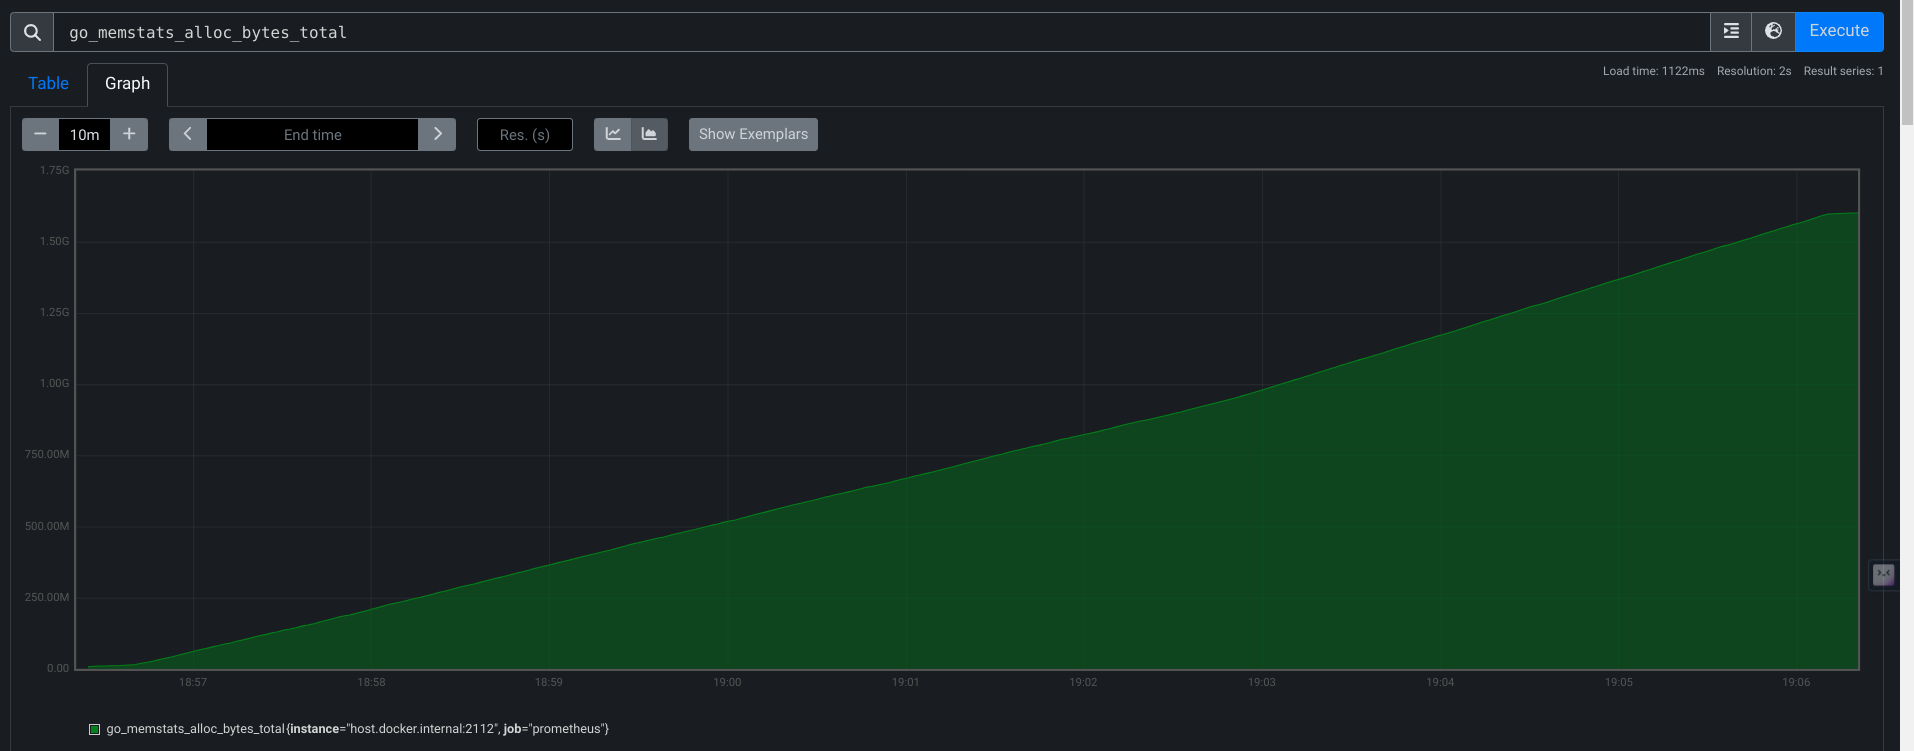 go_memstats_alloc_bytes_total
Execute
Table
Graph
Load time: 1122ms Resolution: 2s Result series: 1
10m
End time
Res. (s)
Show Exemplars
1.75G
1.50G
1.25G
1.00G
750.00M
500.00M
250.00M
0.00
18:57 18:58 18:59 19:00 19:01 19:02 19:03 19:04 19:05 19:06
go_memstats_alloc_bytes_total{instance="host.docker.internal:2112", job="prometheus"}